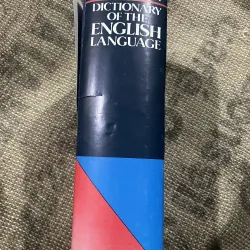 DICTIONARY
OF THE
ENGLISH
LANGUAGE